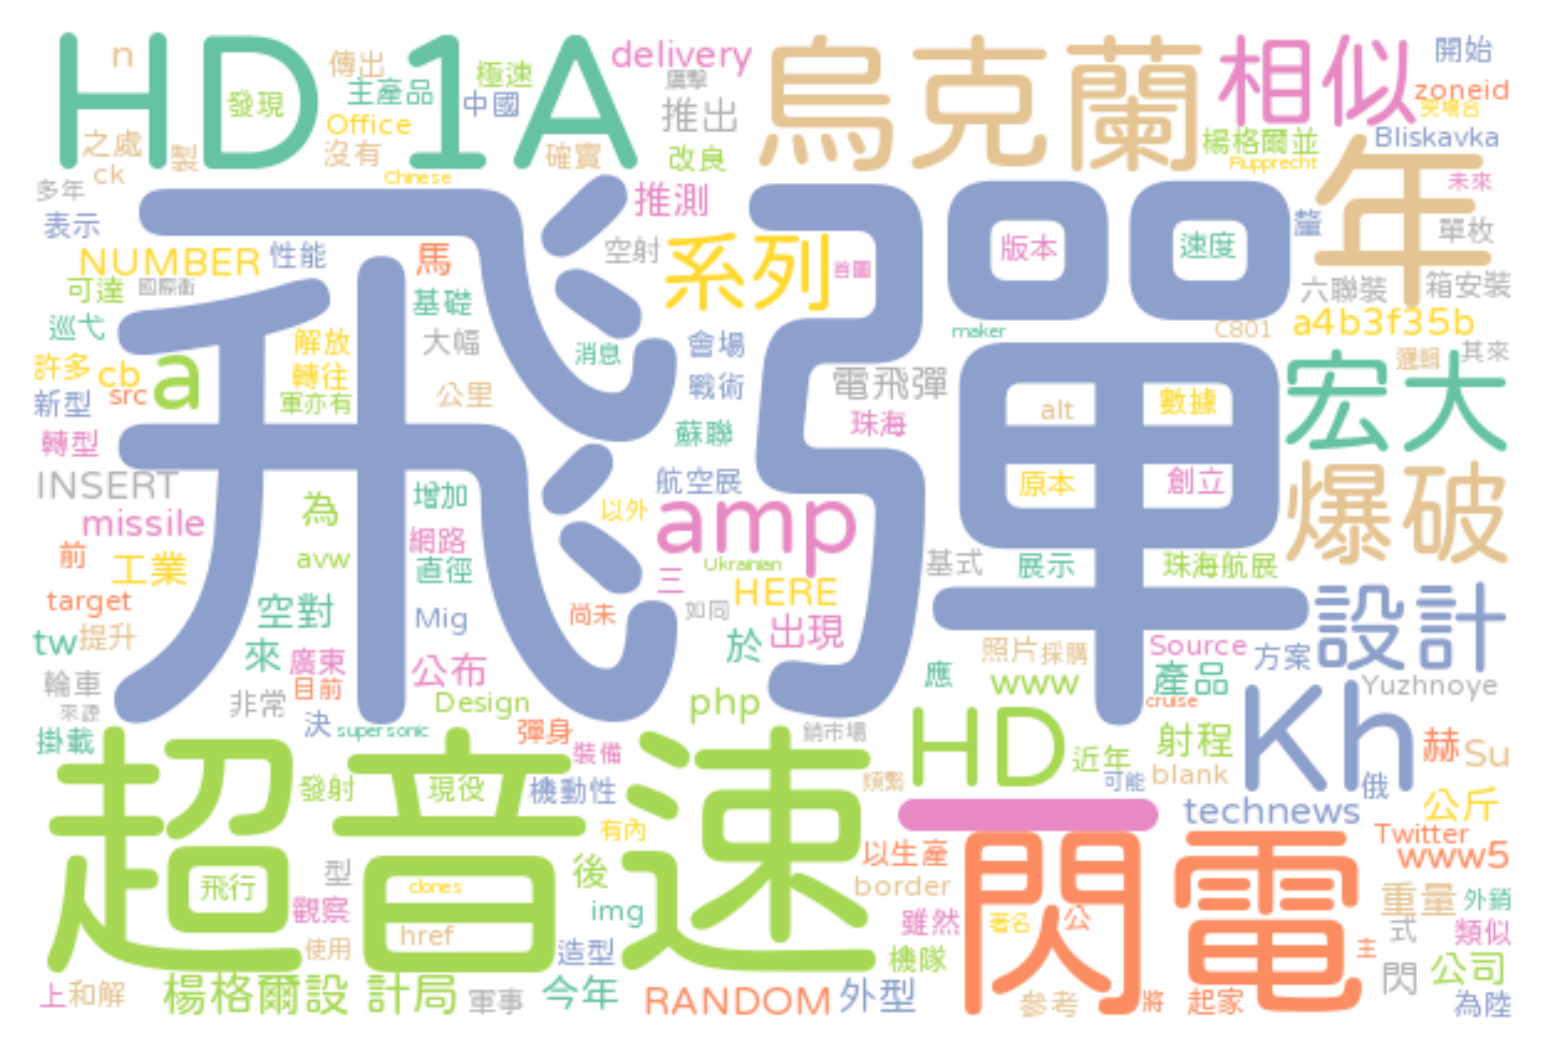 HD1A
烏克蘭
相似
開始
n
傳出
極速
delivery
鷹擊
zoneid
主產品
中國
發現
推出
突場合
Office
楊格爾並
Bliskavka
之處
製
沒有
確實
改良
Rupprecht
ck
Chinese
年
未來
多年
推測
表示
飛彈
版本
速度
釐
單枚
NUMBER
性能
馬
空射
系列
首圖
可達
國際衝
基礎
六聯裝
箱安裝
巡弋
解放
大幅
消息
會場
maker
C801
a4b3f35b
許多
cb
a
轉往
邏輯
其來
src
軍亦有
公里
戰術
電飛彈
宏大
新型
alt
數據
轉型
蘇聯
珠海
INSERT
航空展
原本
創立
爆破
missile
為
增加
以外
amp
前
工業
avw
網路
直徑
Ukrainian
基式
展示
珠海航展
三
HERE
target
空對
Mig
尚未
如同
設計
tw
提升
於
出現
來
廣東
公布
照片
採購
Source
方案
輪車
目前
應
www
產品
Yuzhnoye
來源
非常
決
Design
php
cruise
Kh
掛載
supersonic
彈身
裝備
銷市場
HD
近年
射程
赫
Su
超音速
發射
現役
機動性
頻繁
可能
blank
俄
有內
一
technews
公斤
Twitter
型
後
以生產
閃電
www5
飛行
clones
border
觀察
img
雖然
著名
公
重量
外銷
使用
href
造型
機隊
主
式
類似
上
和解
楊格爾設
計局
軍事
今年
RANDOM
外型
參考
將
起家
閃
公司
為陸